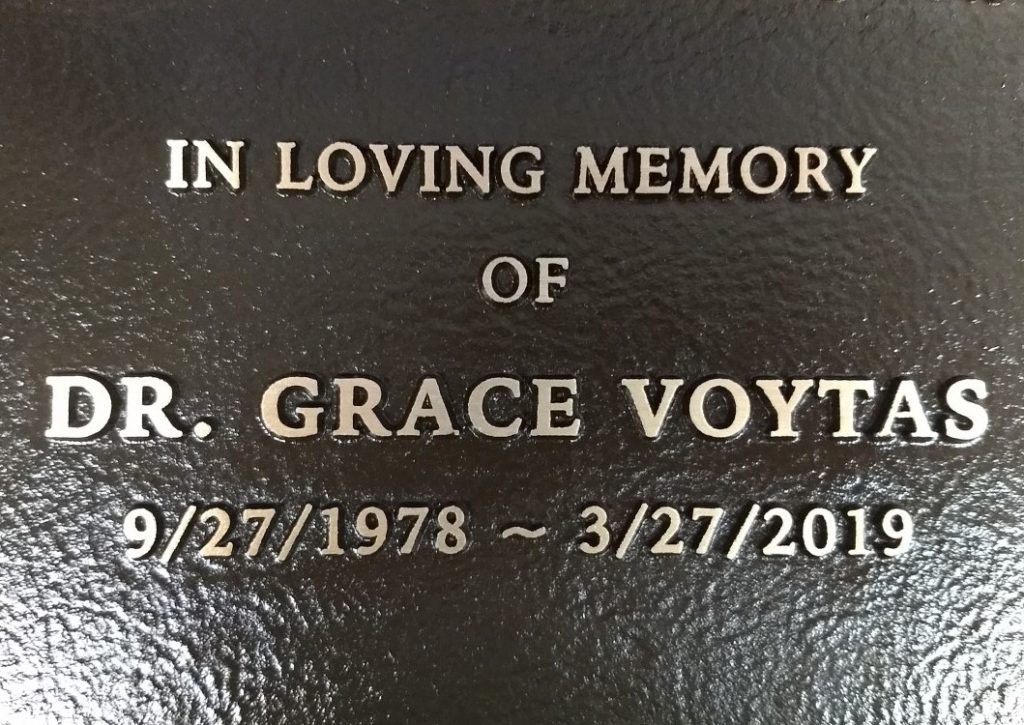 IN LOVING MEMORY
OF
DR. GRACE VOYTAS
9/27/1978 ~ 3/27/2019